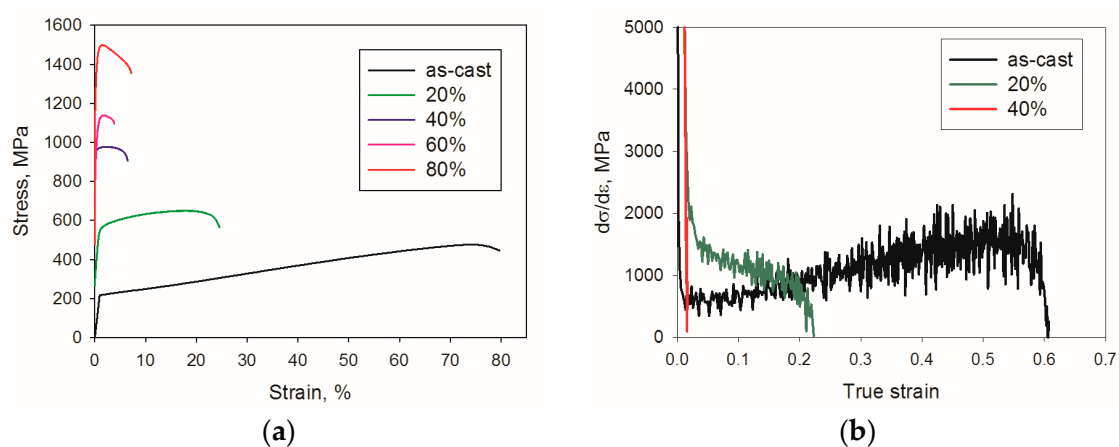 1600
1400
1200
1000
800
600
400
200
0
Stress, MPa
0 10 20 30 40 50 60 70 80
Strain, %
as-cast
20%
40%
60%
80%
(a)
5000
4000
3000
2000
1000
0
dσ/dε, MPa
0.0 0.1 0.2 0.3 0.4 0.5 0.6 0.7
True strain
as-cast
20%
40%
(b)